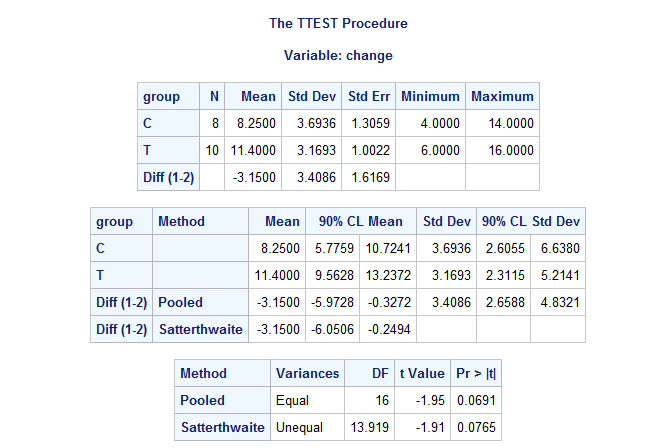 The TTEST Procedure
Variable: change
group N Mean Std Dev Std Err Minimum Maximum
C 8 8.2500 3.6936 1.3059 4.0000 14.0000
T 10 11.4000 3.1693 1.0022 6.0000 16.0000
Diff (1-2) -3.1500 3.4086 1.6169
group Method Mean 90% CL Mean Std Dev 90% CL Std Dev
C 8.2500 5.7759 10.7241 3.6936 2.6055 6.6380
T 11.4000 9.5628 13.2372 3.1693 2.3115 5.2141
Diff (1-2) Pooled -3.1500 -5.9728 -0.3272 3.4086 2.6588 4.8321
Diff (1-2) Satterthwaite -3.1500 -6.0506 -0.2494
Method Variances DF t Value Pr > |t|
Pooled Equal 16 -1.95 0.0691
Satterthwaite Unequal 13.919 -1.91 0.0765